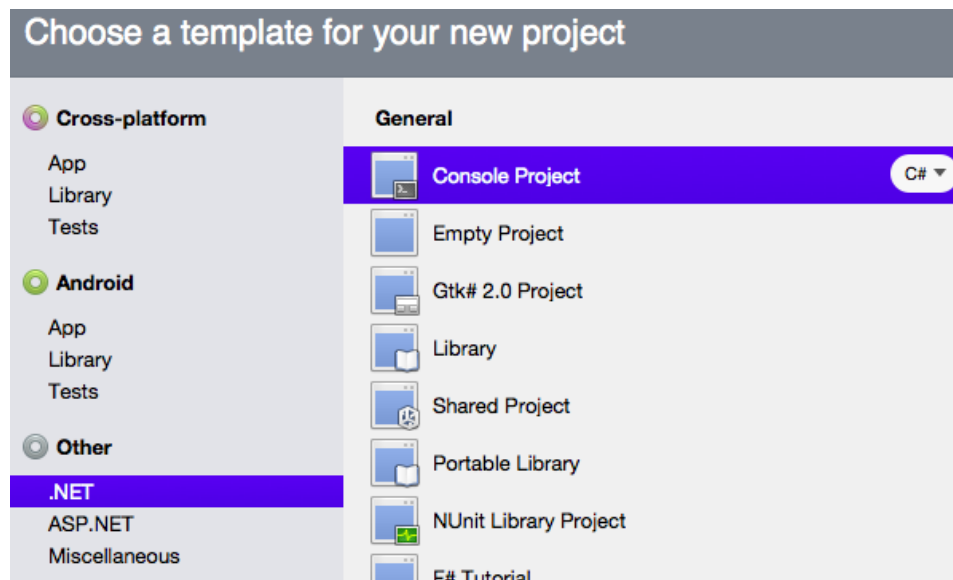 Choose a template for your new project
Cross-platform
App
Library
Tests
Android
App
Library
Tests
Other
.NET
ASP.NET
Miscellaneous
General
Console Project
C#
Empty Project
Gtk# 2.0 Project
Library
Shared Project
Portable Library
NUnit Library Project
F# Tutorial